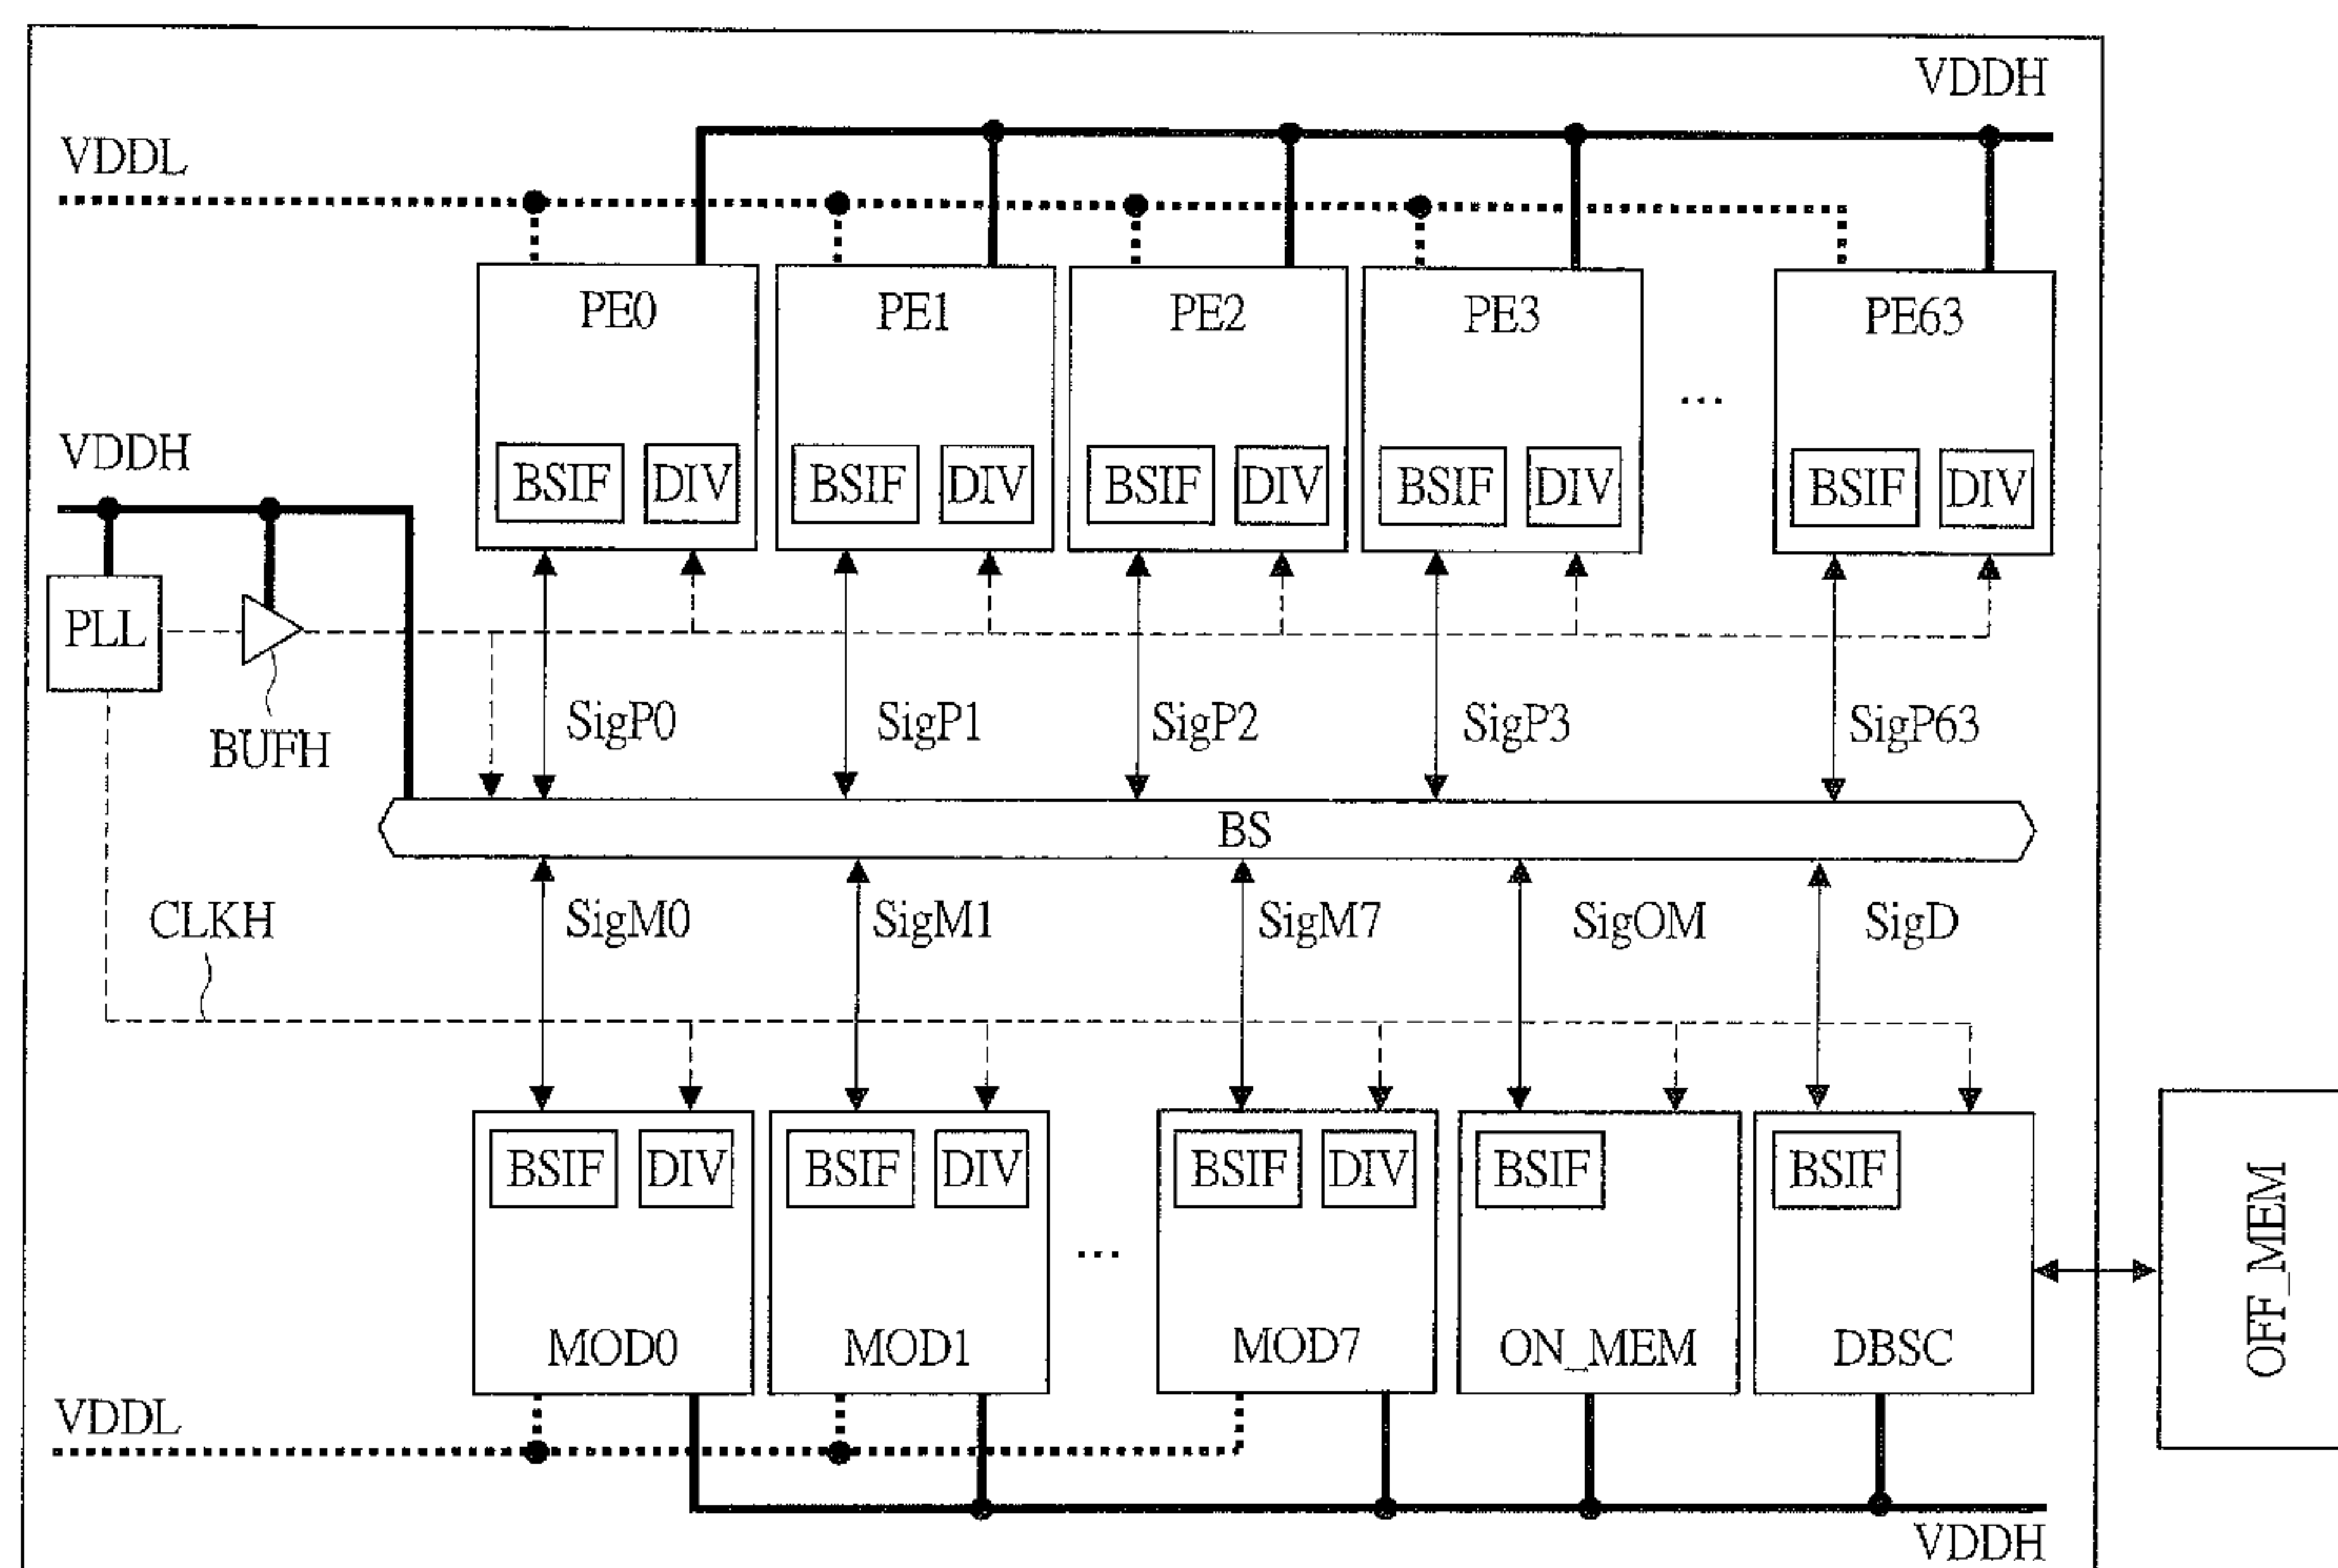 VDDH
VDDL
PE0 PE1 PE2 PE3 ... PE63
VDDH
BSIF DIV BSIF DIV BSIF DIV BSIF DIV BSIF DIV
PLL
BUFH
SigP0 SigP1 SigP2 SigP3 SigP63
BS
CLKH
SigM0 SigM1 SigM7 SigOM SigD
BSIF DIV BSIF DIV BSIF DIV BSIF BSIF
...
MOD0 MOD1 MOD7 ON_MEM DBSC
OFF_MEM
VDDL
VDDH